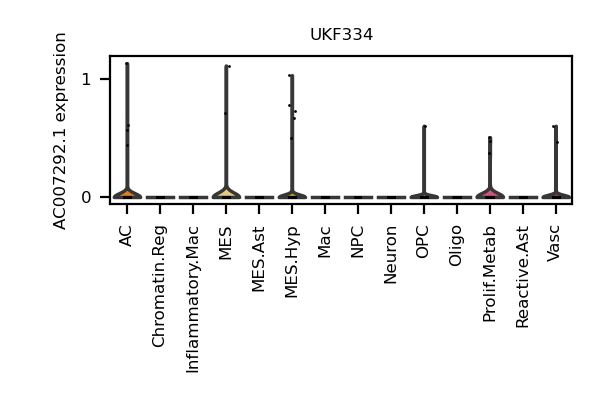 UKF334
AC007292.1 expression
1
0
AC
Chromatin.Reg
Inflammatory.Mac
MES
MES.Ast
MES.Hyp
Mac
NPC
Neuron
OPC
Oligo
Prolif.Metab
Reactive.Ast
Vasc